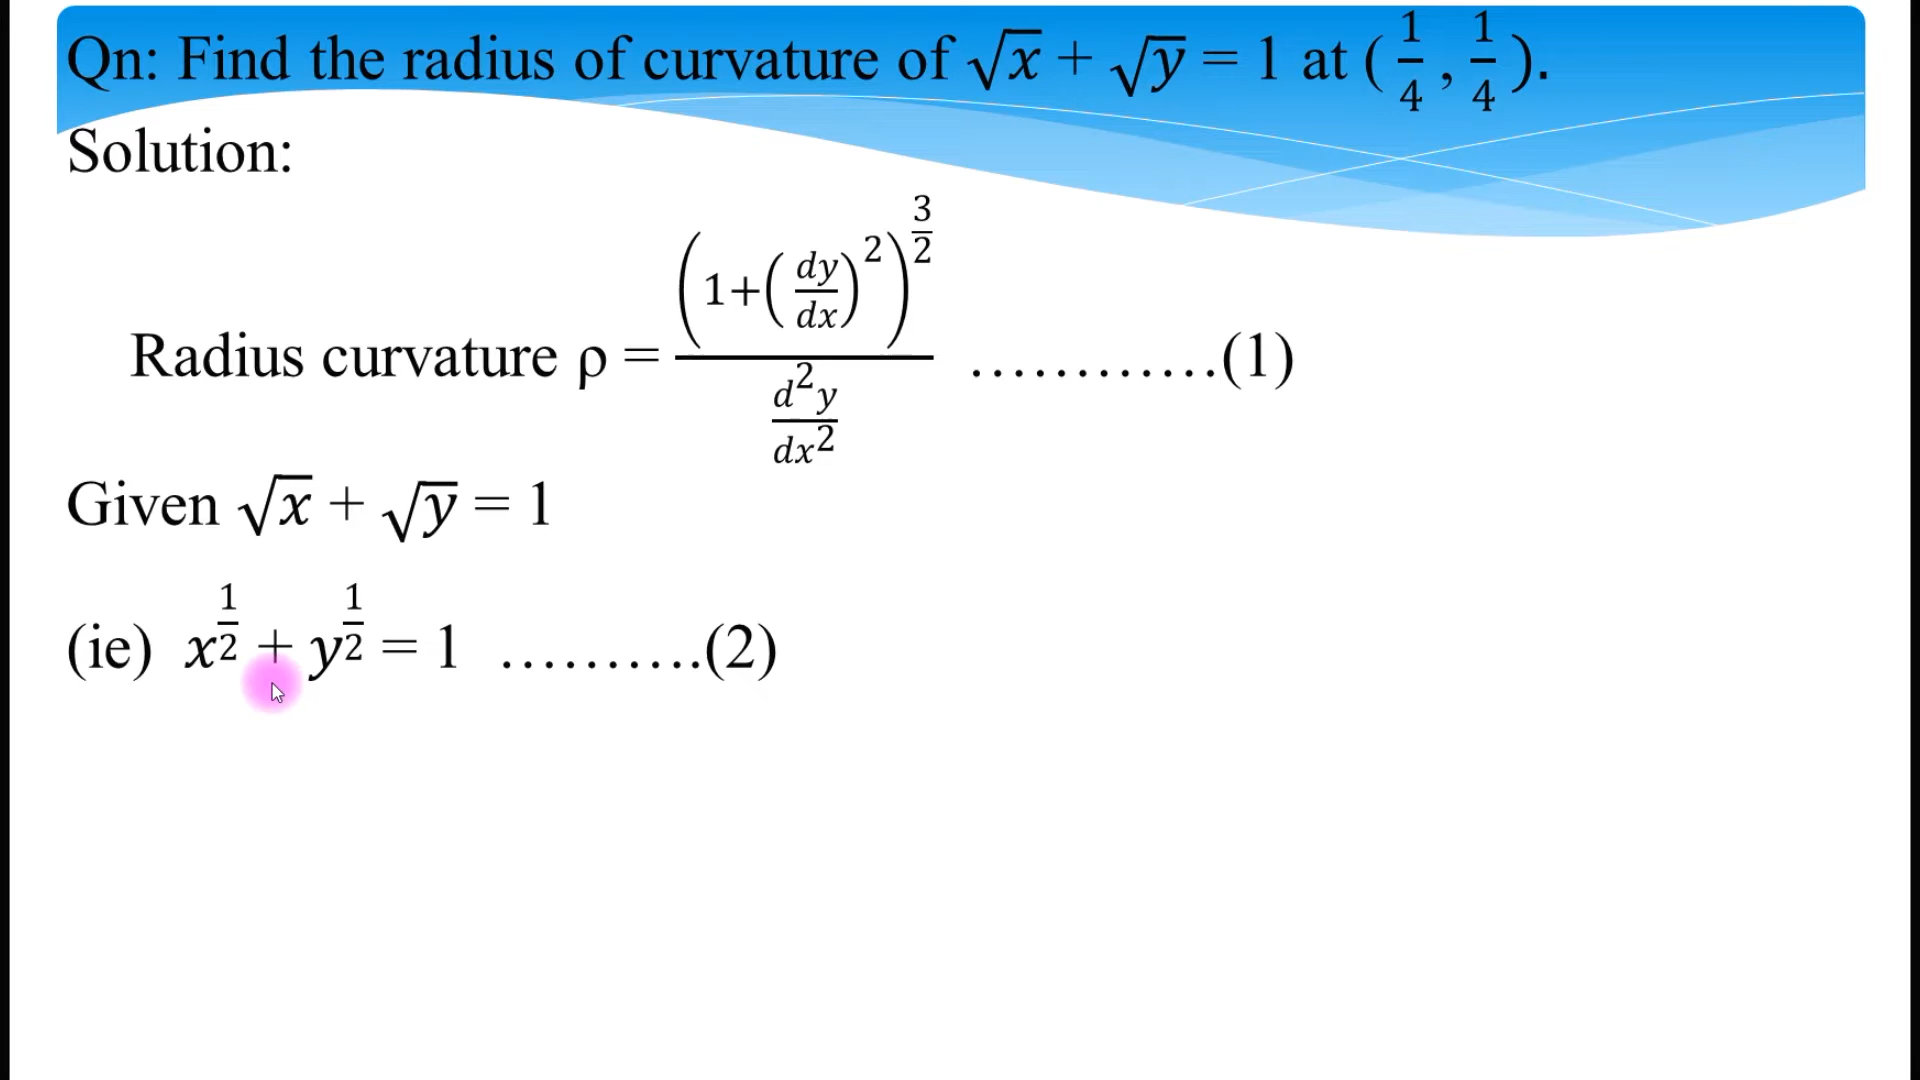 Qn: Find the radius of curvature of √x + √y = 1 at (1/4, 1/4).
Solution:
Radius curvature ρ = (1+(dy/dx)²)^(3/2) / (d²y/dx²) …………(1)
Given √x + √y = 1
(ie) x^(1/2) + y^(1/2) = 1 ……….(2)